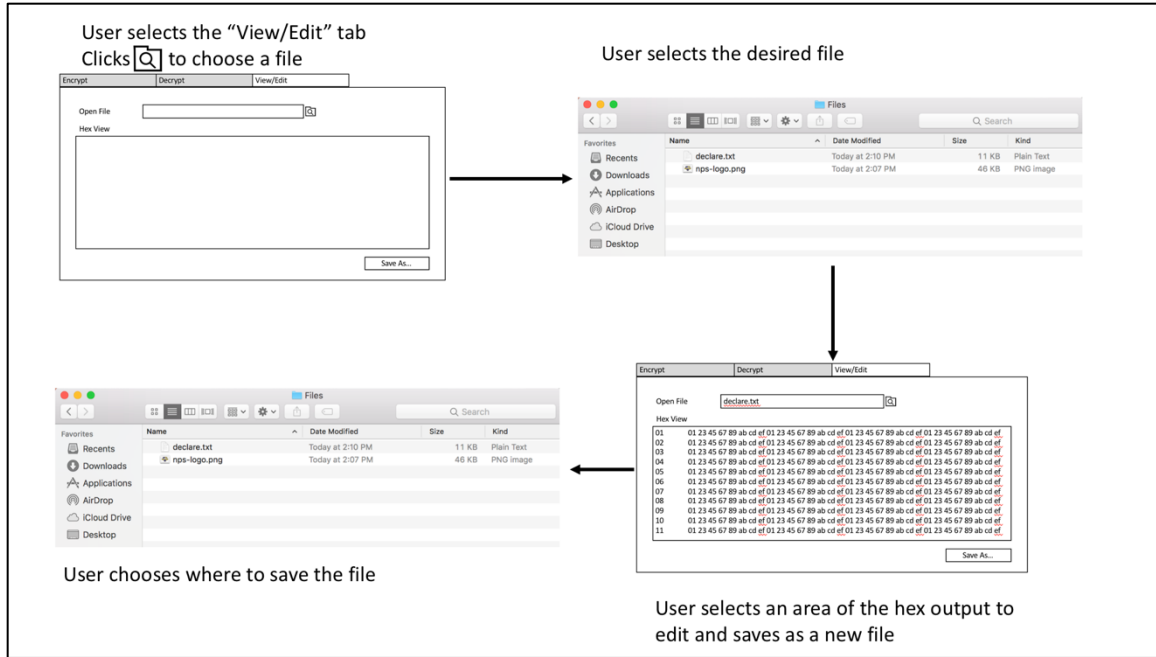 User selects the “View/Edit” tab
Clicks to choose a file
Encrypt Decrypt View/Edit
Open File
Hex View
Save As...
User selects the desired file
Files
Search
Favorites Name Date Modified Size Kind
Recents declare.txt Today at 2:10 PM 11 KB Plain Text
Downloads nps-logo.png Today at 2:07 PM 46 KB PNG image
Applications
AirDrop
iCloud Drive
Desktop
Encrypt Decrypt View/Edit
Open File declare.txt
Hex View
01 01 23 45 67 89 ab cd ef 01 23 45 67 89 ab cd ef 01 23 45 67 89 ab cd ef 01 23 45 67 89 ab cd ef
02 01 23 45 67 89 ab cd ef 01 23 45 67 89 ab cd ef 01 23 45 67 89 ab cd ef 01 23 45 67 89 ab cd ef
03 01 23 45 67 89 ab cd ef 01 23 45 67 89 ab cd ef 01 23 45 67 89 ab cd ef 01 23 45 67 89 ab cd ef
04 01 23 45 67 89 ab cd ef 01 23 45 67 89 ab cd ef 01 23 45 67 89 ab cd ef 01 23 45 67 89 ab cd ef
05 01 23 45 67 89 ab cd ef 01 23 45 67 89 ab cd ef 01 23 45 67 89 ab cd ef 01 23 45 67 89 ab cd ef
06 01 23 45 67 89 ab cd ef 01 23 45 67 89 ab cd ef 01 23 45 67 89 ab cd ef 01 23 45 67 89 ab cd ef
07 01 23 45 67 89 ab cd ef 01 23 45 67 89 ab cd ef 01 23 45 67 89 ab cd ef 01 23 45 67 89 ab cd ef
08 01 23 45 67 89 ab cd ef 01 23 45 67 89 ab cd ef 01 23 45 67 89 ab cd ef 01 23 45 67 89 ab cd ef
09 01 23 45 67 89 ab cd ef 01 23 45 67 89 ab cd ef 01 23 45 67 89 ab cd ef 01 23 45 67 89 ab cd ef
10 01 23 45 67 89 ab cd ef 01 23 45 67 89 ab cd ef 01 23 45 67 89 ab cd ef 01 23 45 67 89 ab cd ef
11 01 23 45 67 89 ab cd ef 01 23 45 67 89 ab cd ef 01 23 45 67 89 ab cd ef 01 23 45 67 89 ab cd ef
Save As...
User selects an area of the hex output to
edit and saves as a new file
Files
Search
Favorites Name Date Modified Size Kind
Recents declare.txt Today at 2:10 PM 11 KB Plain Text
Downloads nps-logo.png Today at 2:07 PM 46 KB PNG image
Applications
AirDrop
iCloud Drive
Desktop
User chooses where to save the file